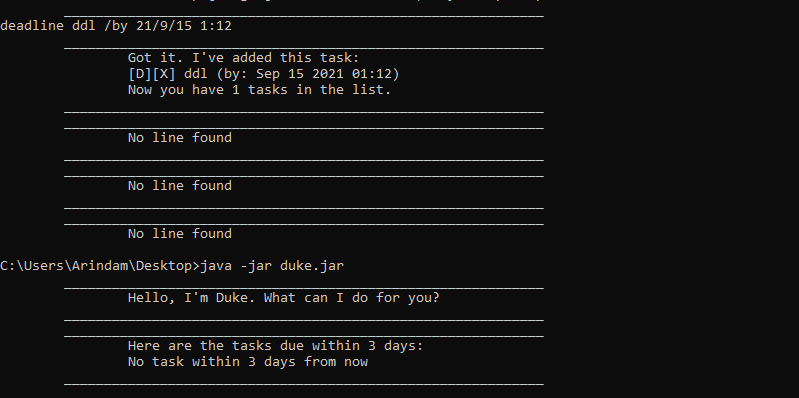 deadline ddl /by 21/9/15 1:12
____________________________________________________________
Got it. I've added this task:
[D][X] ddl (by: Sep 15 2021 01:12)
Now you have 1 tasks in the list.
____________________________________________________________
____________________________________________________________
No line found
____________________________________________________________
____________________________________________________________
No line found
____________________________________________________________
____________________________________________________________
No line found
C:\Users\Arindam\Desktop>java -jar duke.jar
____________________________________________________________
Hello, I'm Duke. What can I do for you?
____________________________________________________________
____________________________________________________________
Here are the tasks due within 3 days:
No task within 3 days from now
____________________________________________________________